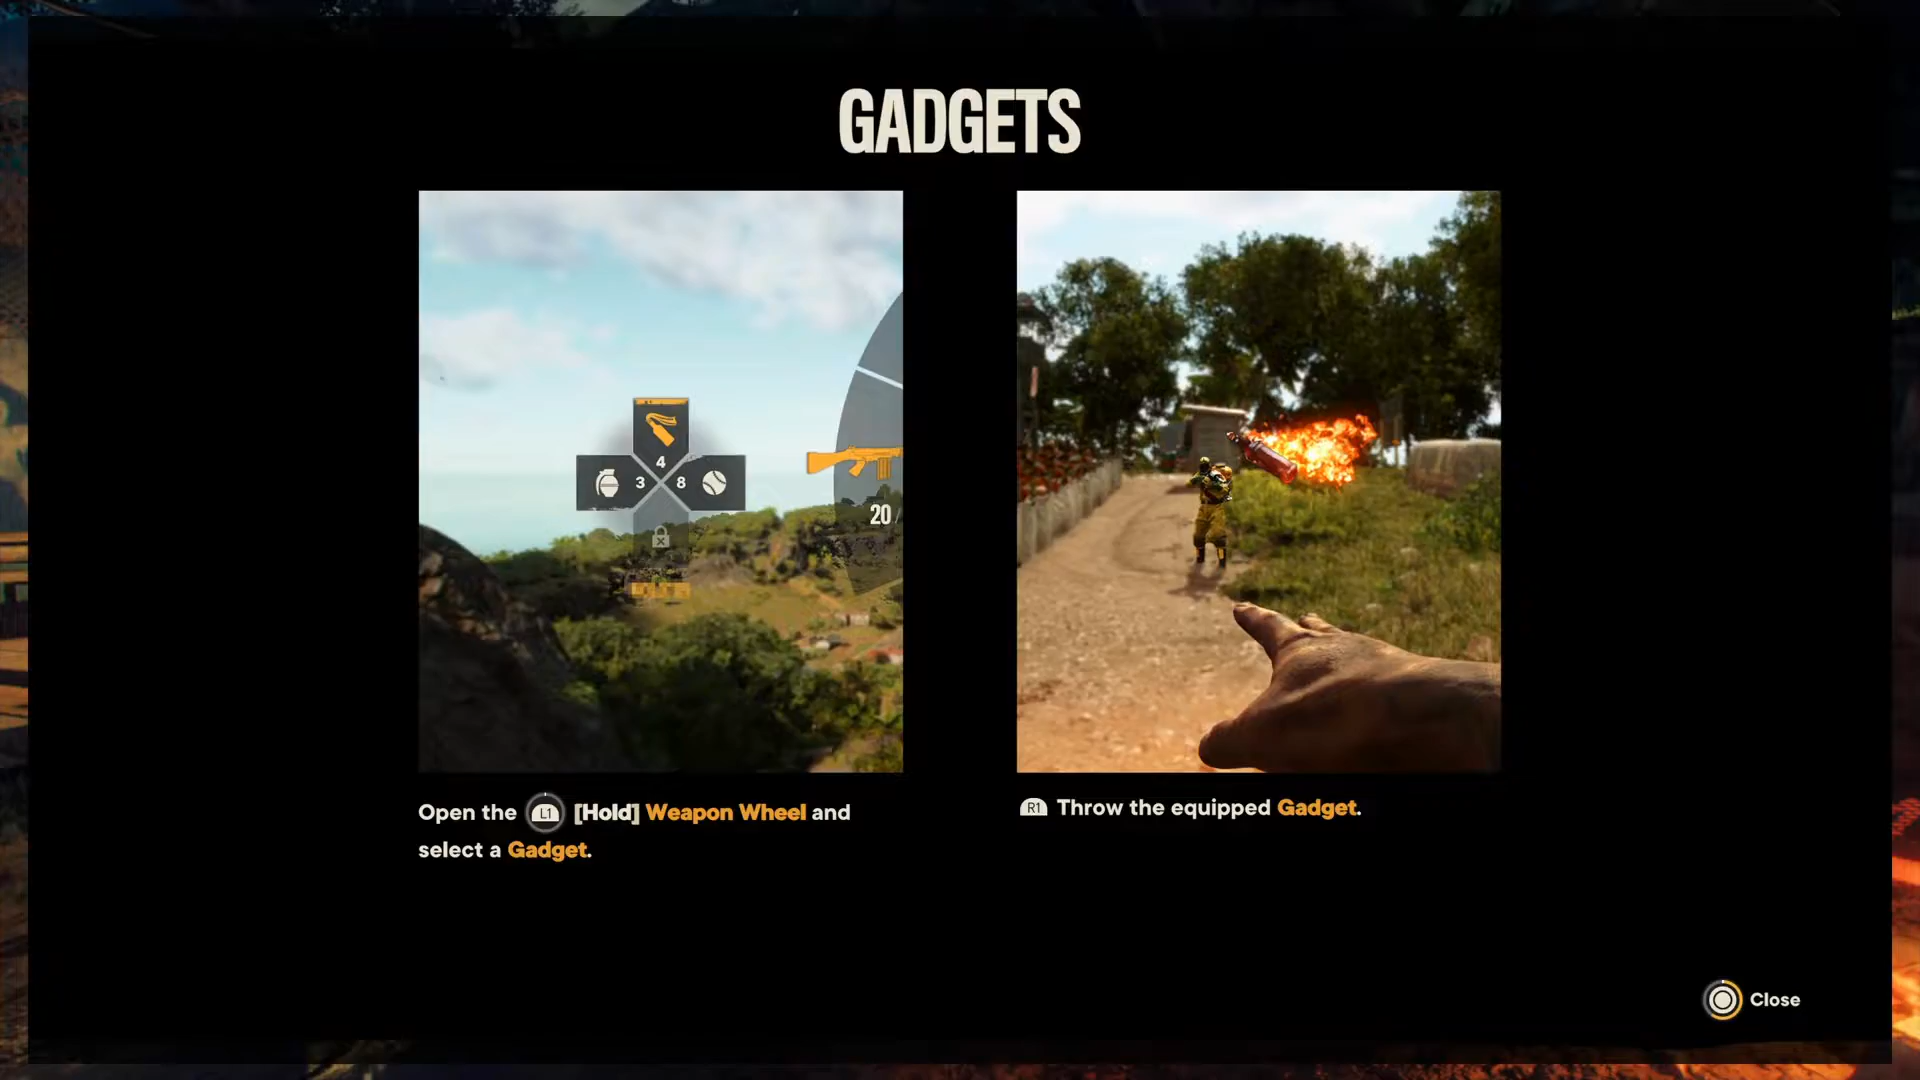 GADGETS
4
3 8
20
Open the L1 [Hold] Weapon Wheel and
select a Gadget.
R1 Throw the equipped Gadget.
Close